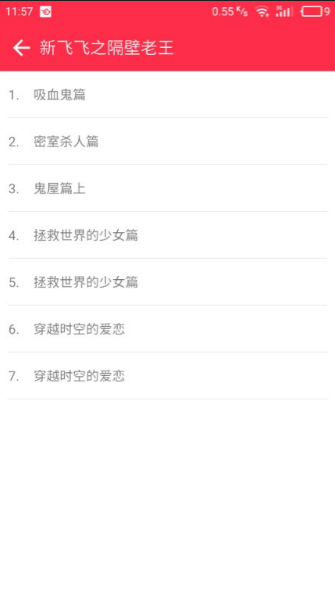 11:57 0.55 K/s 9
新飞飞之隔壁老王
1. 吸血鬼篇
2. 密室杀人篇
3. 鬼屋篇上
4. 拯救世界的少女篇
5. 拯救世界的少女篇
6. 穿越时空的爱恋
7. 穿越时空的爱恋